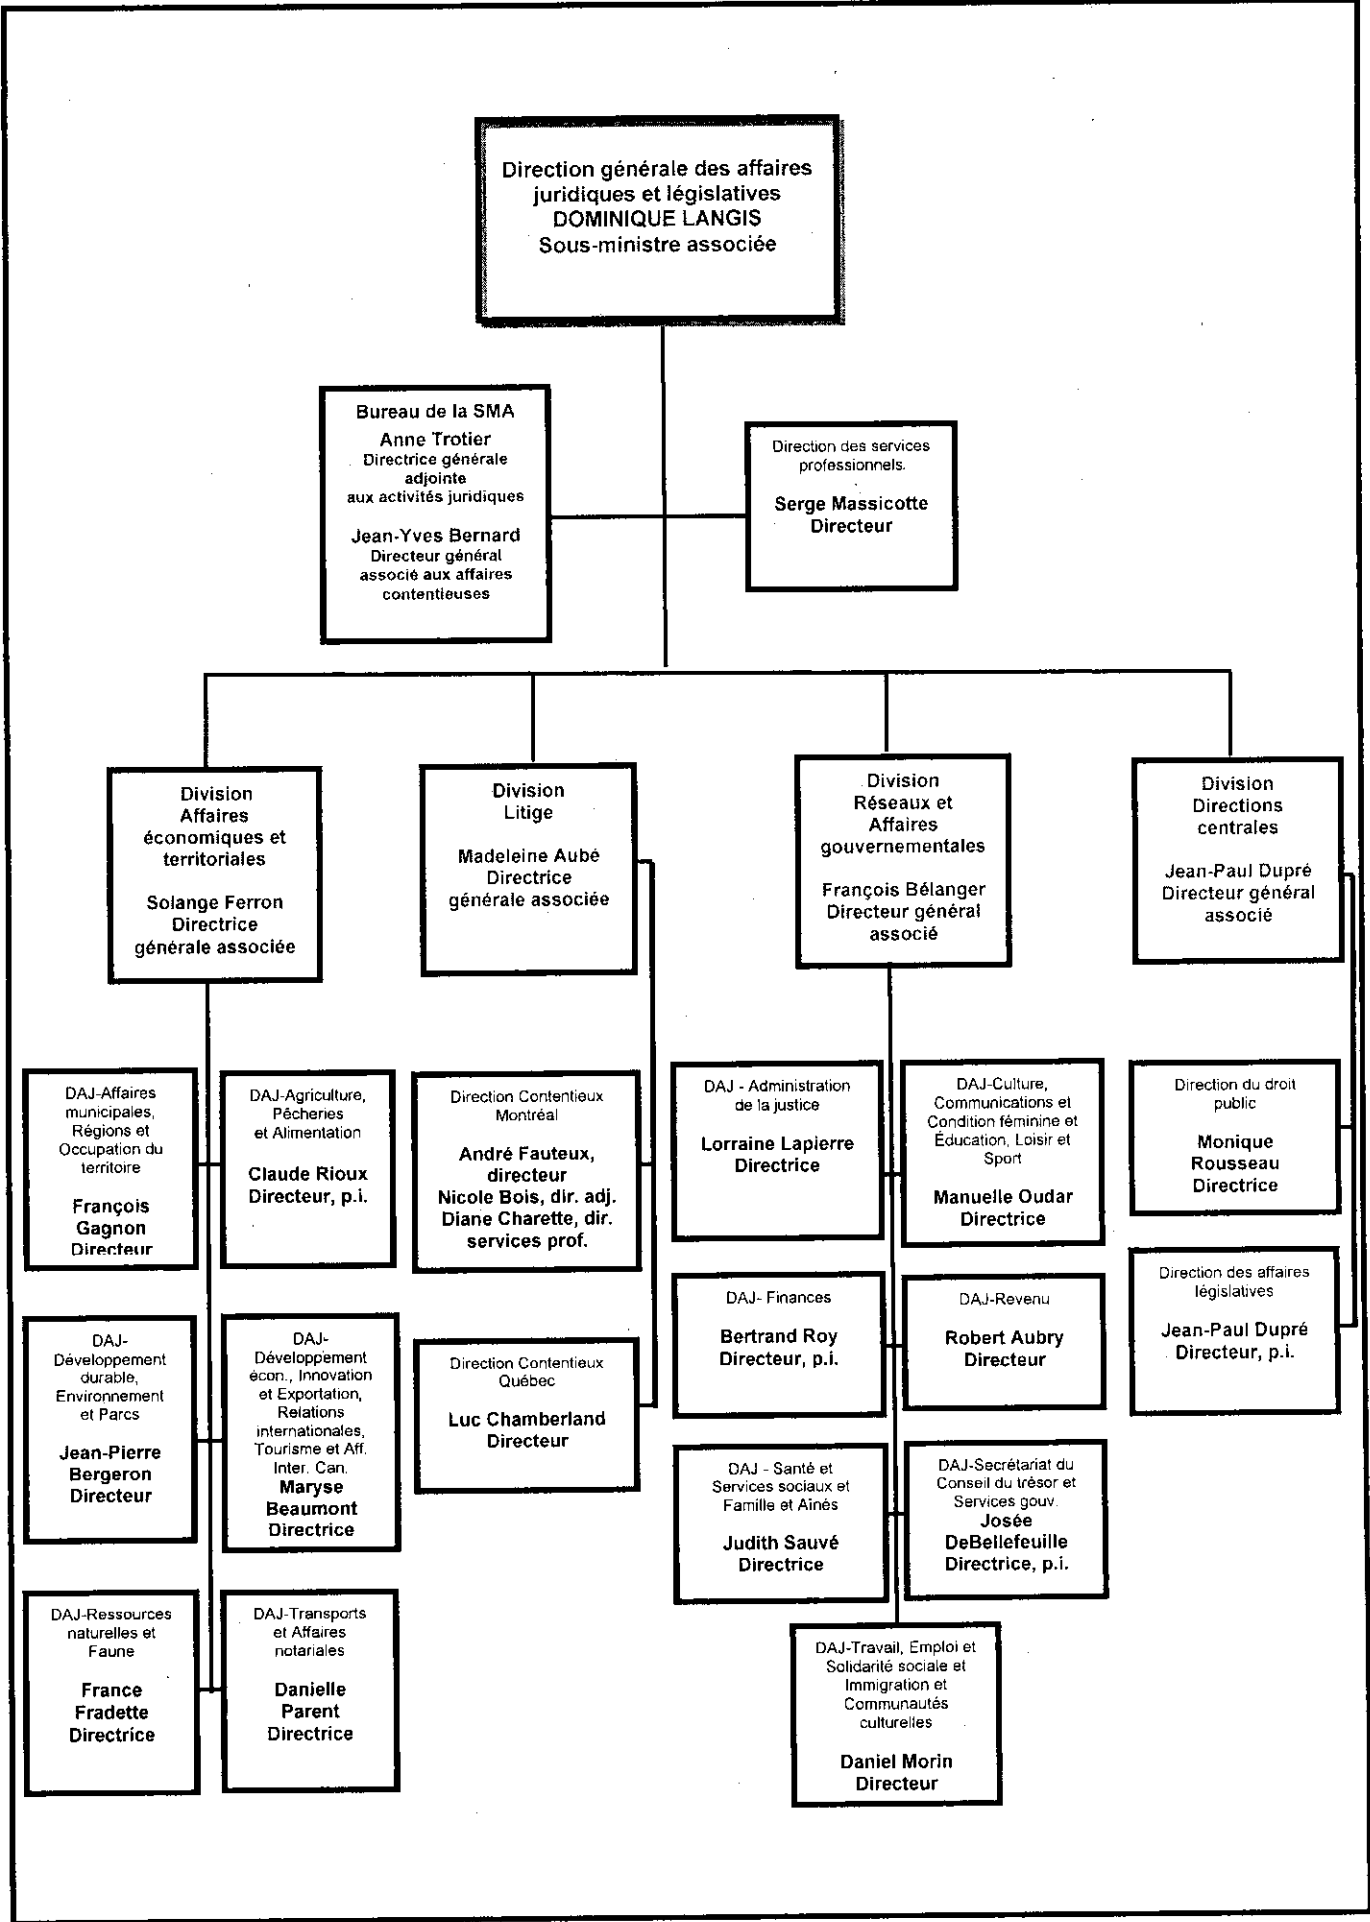 Direction générale des affaires
juridiques et législatives
DOMINIQUE LANGIS
Sous-ministre associée
Bureau de la SMA
Anne Trotier
Directrice générale
adjointe
aux activités juridiques
Jean-Yves Bernard
Directeur général
associé aux affaires
contentieuses
Direction des services
professionnels.
Serge Massicotte
Directeur
Division
Affaires
économiques et
territoriales
Solange Ferron
Directrice
générale associée
Division
Litige
Madeleine Aubé
Directrice
générale associée
Division
Réseaux et
Affaires
gouvernementales
François Bélanger
Directeur général
associé
Division
Directions
centrales
Jean-Paul Dupré
Directeur général
associé
DAJ-Affaires
municipales,
Régions et
Occupation du
territoire
François
Gagnon
Directeur
DAJ-Agriculture,
Pêcheries
et Alimentation
Claude Rioux
Directeur, p.i.
Direction Contentieux
Montréal
André Fauteux,
directeur
Nicole Bois, dir. adj.
Diane Charette, dir.
services prof.
DAJ - Administration
de la justice
Lorraine Lapierre
Directrice
DAJ-Culture,
Communications et
Condition féminine et
Éducation, Loisir et
Sport
Manuelle Oudar
Directrice
Direction du droit
public
Monique
Rousseau
Directrice
DAJ-
Développement
durable,
Environnement
et Parcs
Jean-Pierre
Bergeron
Directeur
DAJ-
Développement
écon., Innovation
et Exportation,
Relations
internationales,
Tourisme et Aff.
Inter. Can.
Maryse
Beaumont
Directrice
Direction Contentieux
Québec
Luc Chamberland
Directeur
DAJ- Finances
Bertrand Roy
Directeur, p.i.
DAJ-Revenu
Robert Aubry
Directeur
Direction des affaires
législatives
Jean-Paul Dupré
Directeur, p.i.
DAJ - Santé et
Services sociaux et
Famille et Aînés
Judith Sauvé
Directrice
DAJ-Secrétariat du
Conseil du trésor et
Services gouv.
Josée
DeBellefeuille
Directrice, p.i.
DAJ-Ressources
naturelles et
Faune
France
Fradette
Directrice
DAJ-Transports
et Affaires
notariales
Danielle
Parent
Directrice
DAJ-Travail, Emploi et
Solidarité sociale et
Immigration et
Communautés
culturelles
Daniel Morin
Directeur